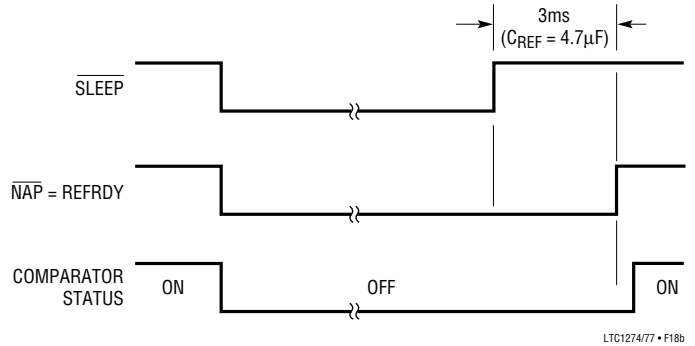 3ms
(CREF = 4.7µF)
SLEEP
NAP = REFRDY
COMPARATOR
STATUS
ON
OFF
ON
LTC1274/77 • F18b